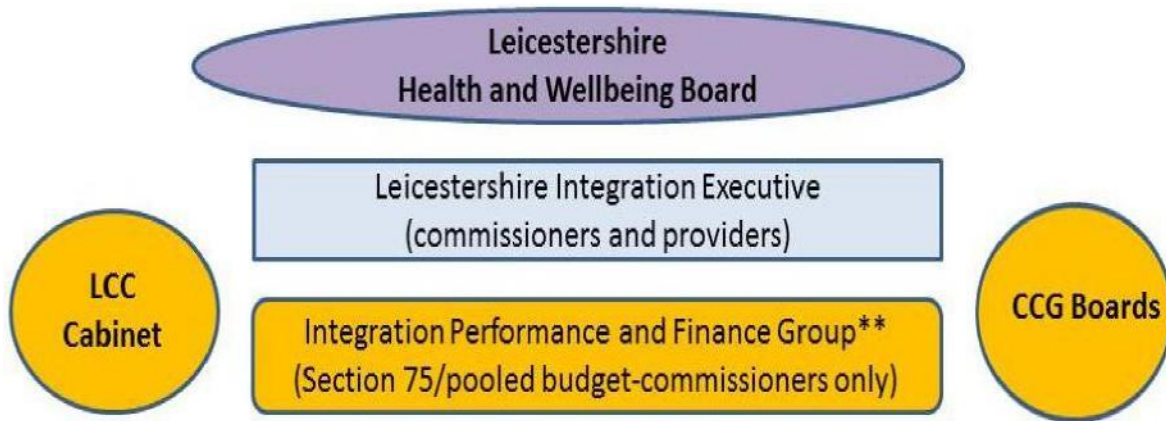 Leicestershire
Health and Wellbeing Board
Leicestershire Integration Executive
(commissioners and providers)
LCC
Cabinet
Integration Performance and Finance Group**
(Section 75/pooled budget-commissioners only)
CCG Boards